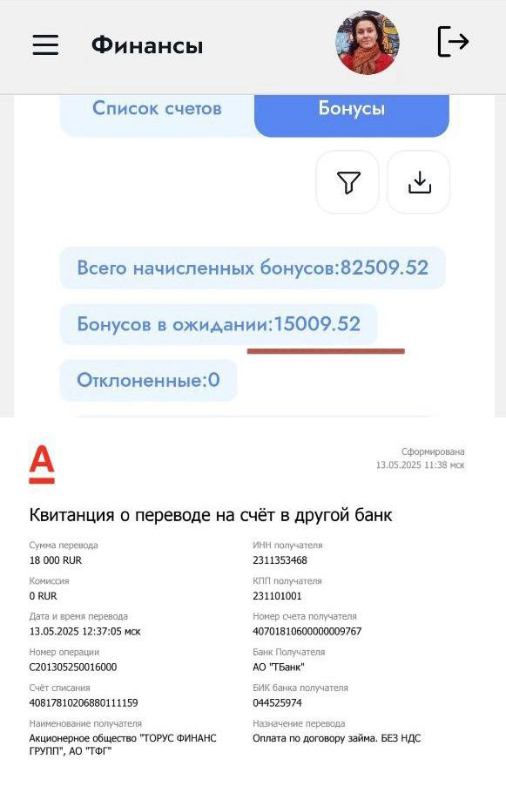 Финансы
Список счетов
Бонусы
Всего начисленных бонусов:82509.52
Бонусов в ожидании:15009.52
Отклоненные:0
А
Сформирована
13.05.2025 11:38 мск
Квитанция о переводе на счёт в другой банк
Сумма перевода
18 000 RUR
Комиссия
0 RUR
Дата и время перевода
13.05.2025 12:37:05 мск
Номер операции
C201305250016000
Счёт списания
40817810206880111159
Наименование получателя
Акционерное общество "ТОРУС ФИНАНС
ГРУПП", АО "ТФГ"
ИНН получателя
2311353468
КПП получателя
231101001
Номер счета получателя
40701810600000009767
Банк Получателя
АО "ТБанк"
БИК банка получателя
044525974
Назначение перевода
Оплата по договору займа. БЕЗ НДС